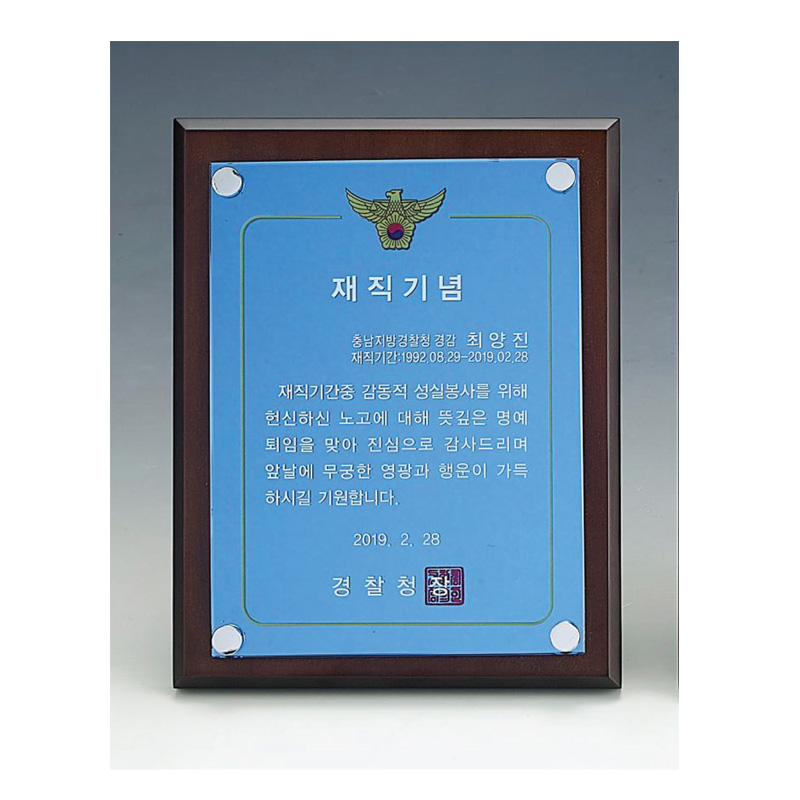 재직기념
충남지방경찰청 경감 최양진
재직기간:1992.08.29-2019.02.28
재직기간중 감동적 성실봉사를 위해
헌신하신 노고에 대해 뜻깊은 명예
퇴임을 맞아 진심으로 감사드리며
앞날에 무궁한 영광과 행운이 가득
하시길 기원합니다.
2019. 2. 28
경찰청장